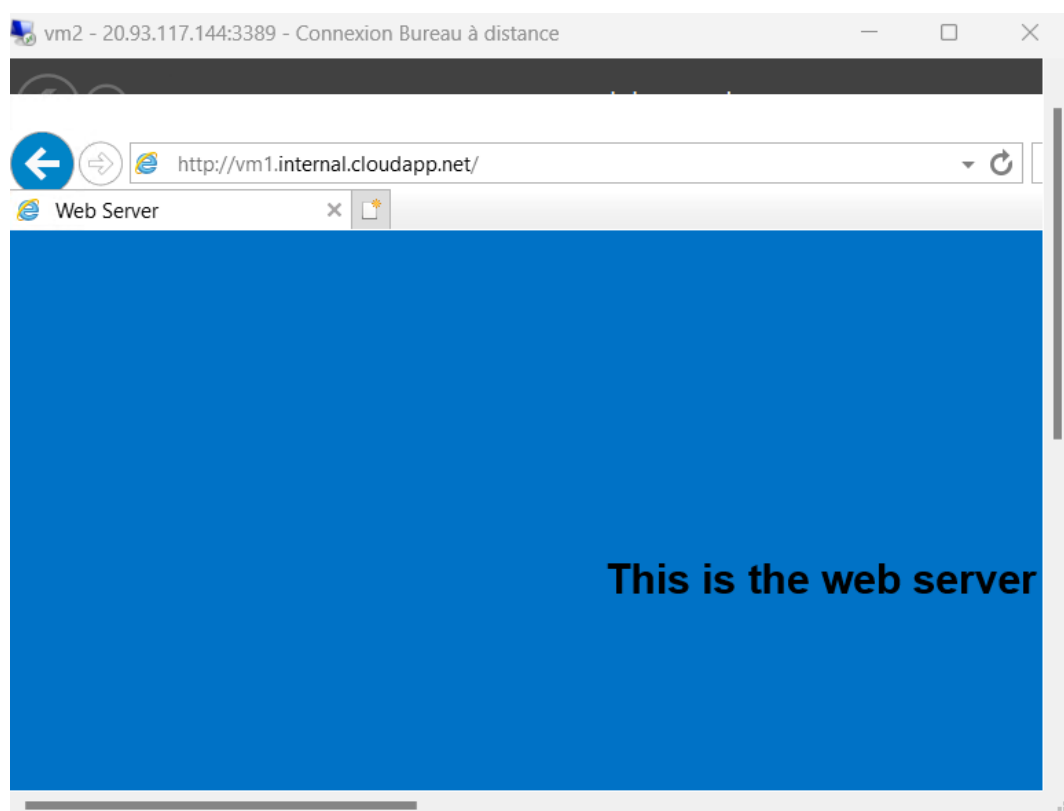 vm2 - 20.93.117.144:3389 - Connexion Bureau à distance
http://vm1.internal.cloudapp.net/
Web Server
This is the web server